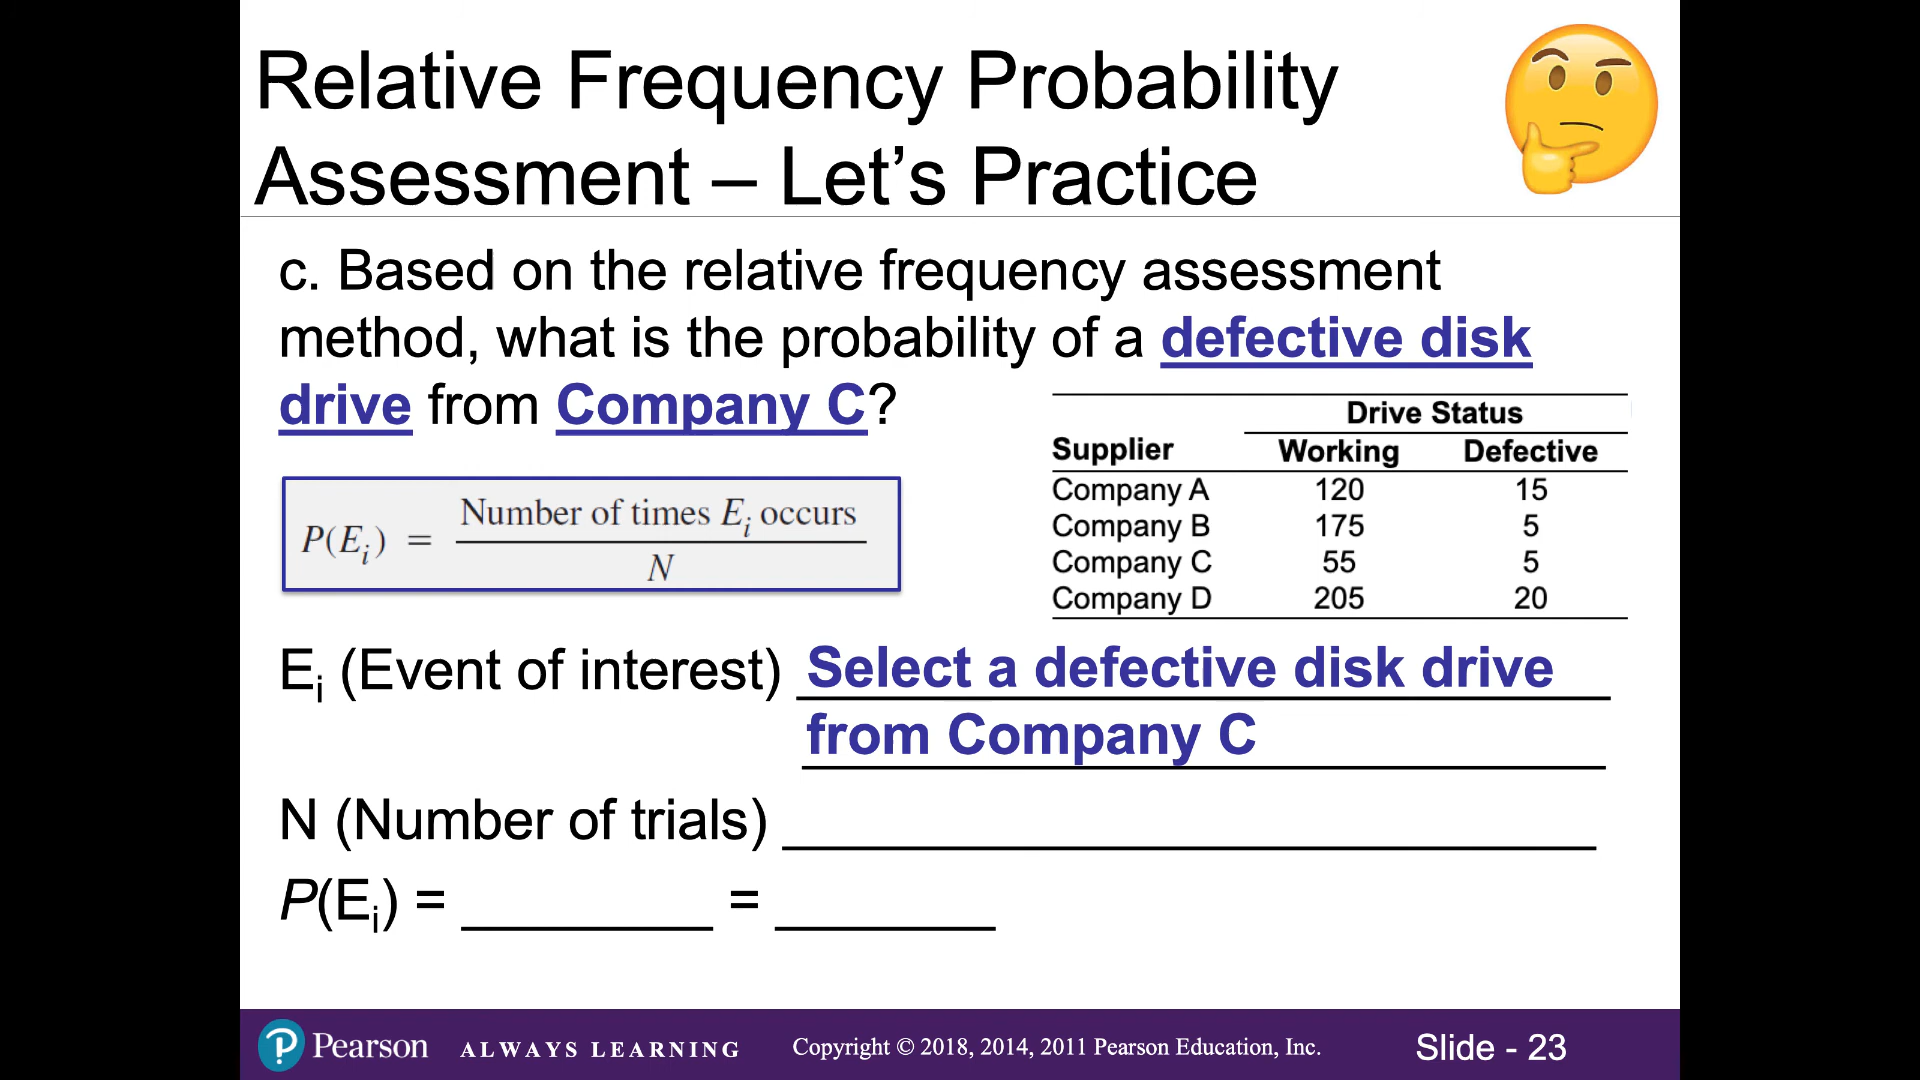 Relative Frequency Probability
Assessment – Let’s Practice
c. Based on the relative frequency assessment
method, what is the probability of a defective disk
drive from Company C?
P(Ei) = Number of times Ei occurs
N
Drive Status
Supplier Working Defective
Company A 120 15
Company B 175 5
Company C 55 5
Company D 205 20
Ei (Event of interest) Select a defective disk drive
from Company C
N (Number of trials)
P(Ei) = =
Pearson ALWAYS LEARNING Copyright © 2018, 2014, 2011 Pearson Education, Inc. Slide - 23